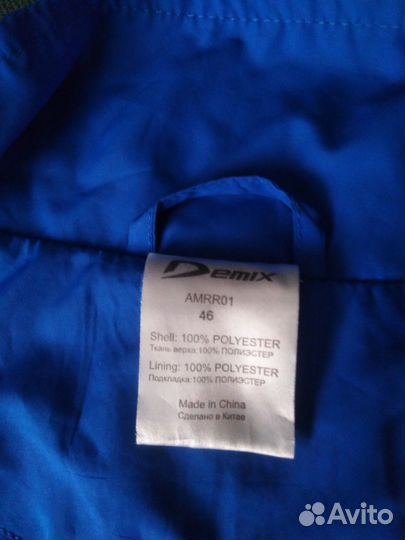 Demix
AMRR01
46
Shell: 100% POLYESTER
Ткань верха:100% ПОЛИЭСТЕР
Lining: 100% POLYESTER
Подкладка:100% ПОЛИЭСТЕР
Made in China
Сделано в Китае
Avito